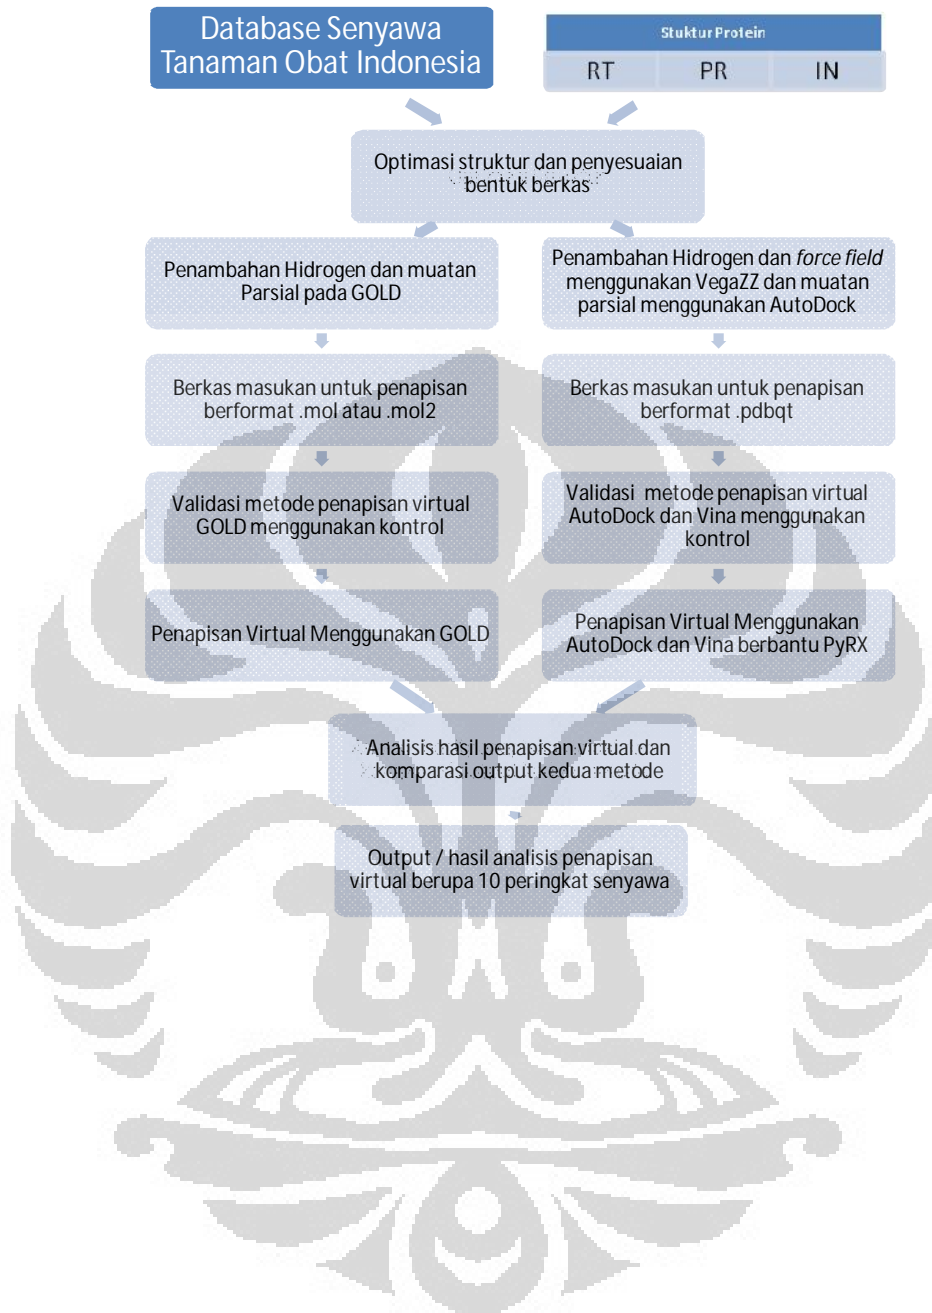 Database Senyawa
Tanaman Obat Indonesia
Stuktur Protein
RT PR IN
Optimasi struktur dan penyesuaian
bentuk berkas
Penambahan Hidrogen dan muatan
Parsial pada GOLD
Penambahan Hidrogen dan force field
menggunakan VegaZZ dan muatan
parsial menggunakan AutoDock
Berkas masukan untuk penapisan
berformat .mol atau .mol2
Berkas masukan untuk penapisan
berformat .pdbqt
Validasi metode penapisan virtual
GOLD menggunakan kontrol
Validasi metode penapisan virtual
AutoDock dan Vina menggunakan
kontrol
Penapisan Virtual Menggunakan GOLD
Penapisan Virtual Menggunakan
AutoDock dan Vina berbantu PyRX
Analisis hasil penapisan virtual dan
komparasi output kedua metode
Output / hasil analisis penapisan
virtual berupa 10 peringkat senyawa